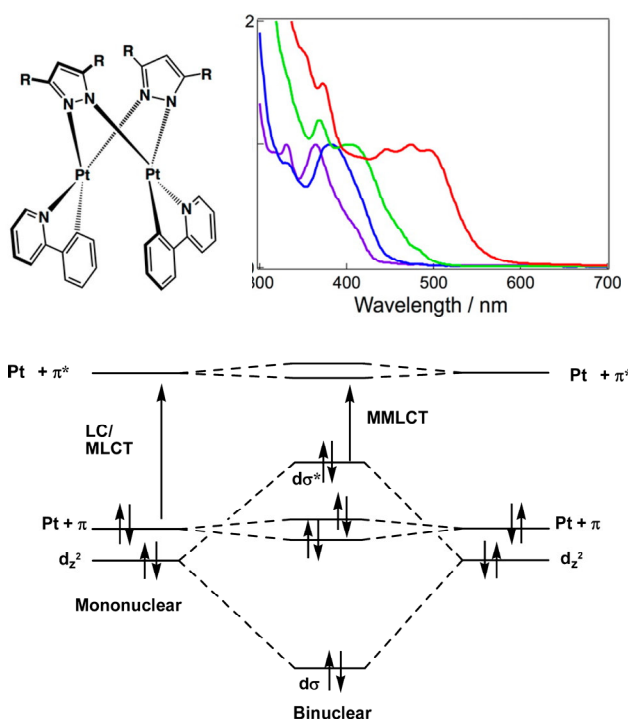 R R
R R
N N N N
Pt Pt
N N
2
300 400 500 600 700
Wavelength / nm
Pt + π* Pt + π*
LC/
MLCT
MMLCT
dσ*
Pt + π Pt + π
dz² dz²
Mononuclear
dσ
Binuclear